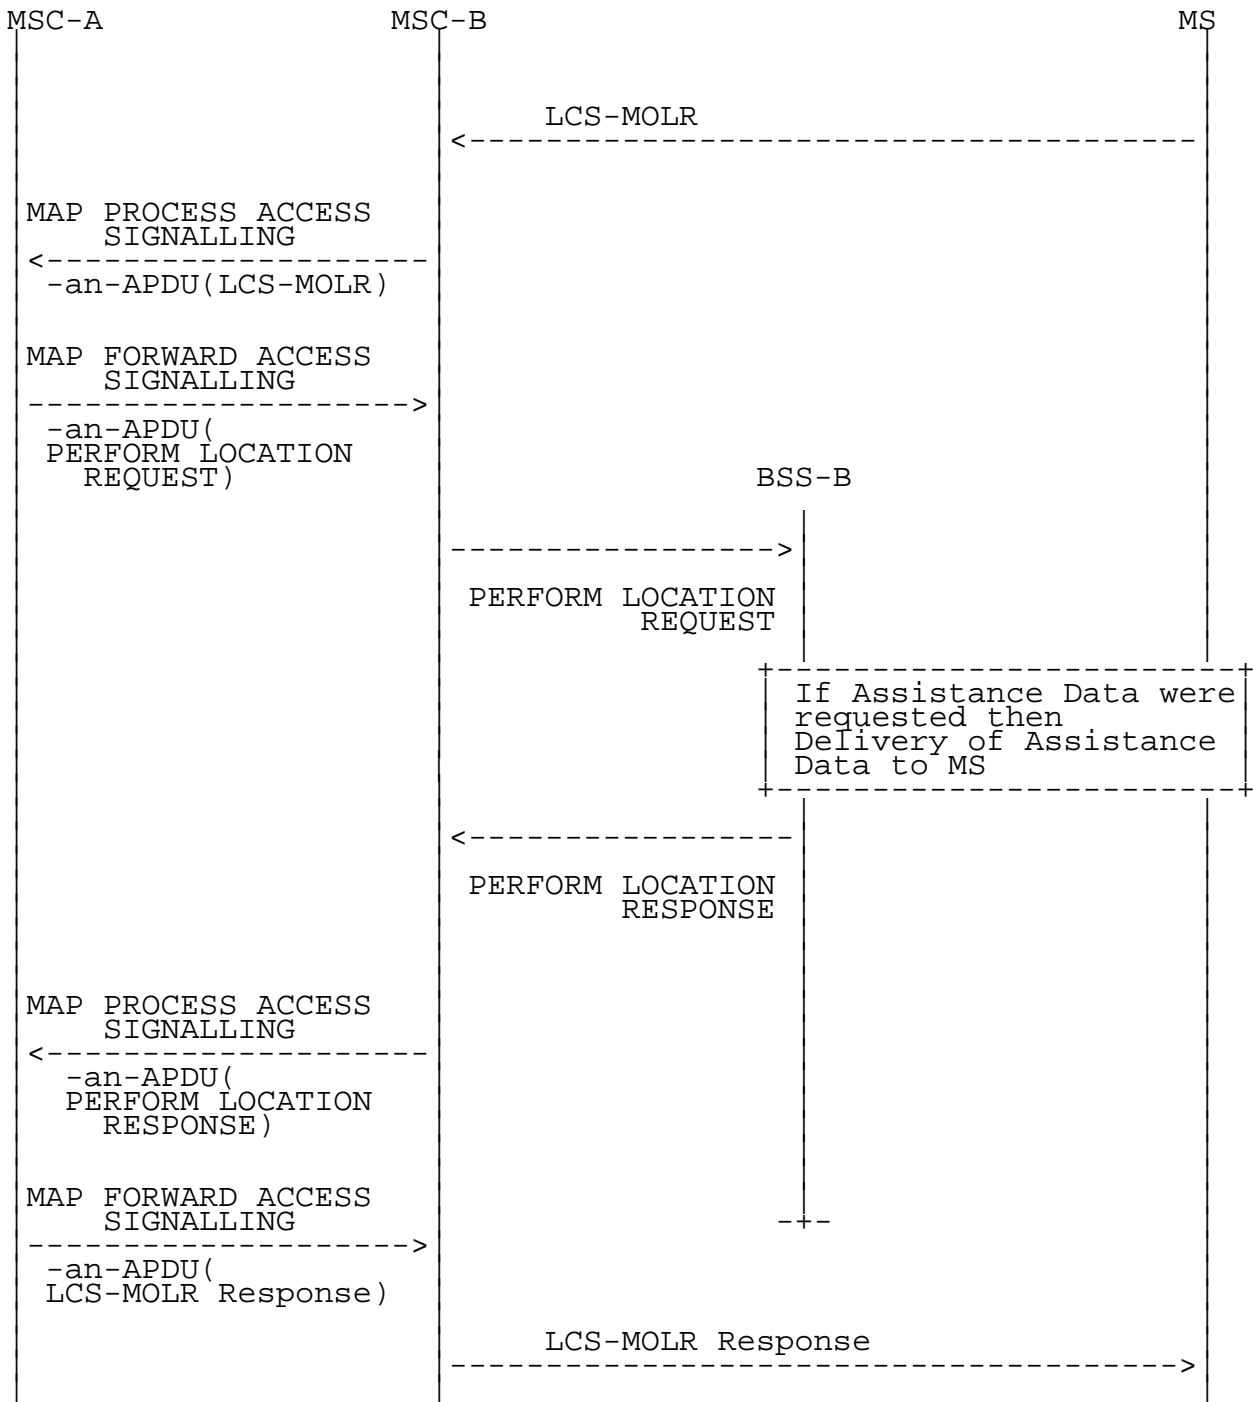 MSC-A MSC-B MS
LCS-MOLR
MAP PROCESS ACCESS
SIGNALLING
-an-APDU(LCS-MOLR)
MAP FORWARD ACCESS
SIGNALLING
-an-APDU(
PERFORM LOCATION
REQUEST)
BSS-B
PERFORM LOCATION
REQUEST
If Assistance Data were
requested then
Delivery of Assistance
Data to MS
PERFORM LOCATION
RESPONSE
MAP PROCESS ACCESS
SIGNALLING
-an-APDU(
PERFORM LOCATION
RESPONSE)
MAP FORWARD ACCESS
SIGNALLING
-an-APDU(
LCS-MOLR Response)
LCS-MOLR Response